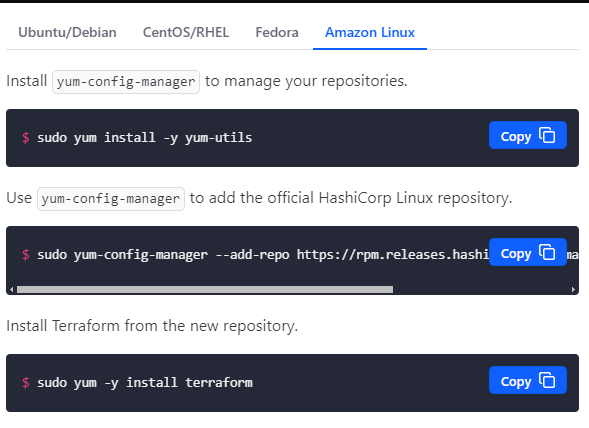 Ubuntu/Debian CentOS/RHEL Fedora Amazon Linux
Install yum-config-manager to manage your repositories.
$ sudo yum install -y yum-utils Copy
Use yum-config-manager to add the official HashiCorp Linux repository.
$ sudo yum-config-manager --add-repo https://rpm.releases.hashi Copy ma
Install Terraform from the new repository.
$ sudo yum -y install terraform Copy